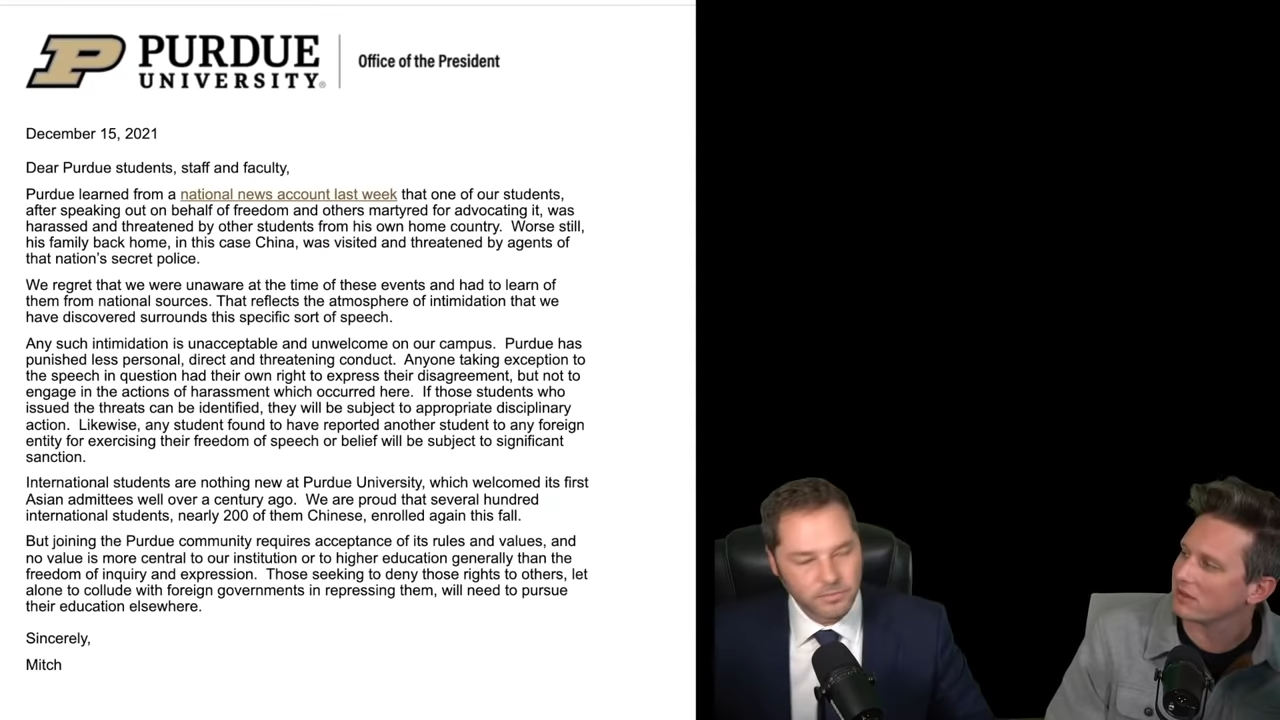 PURDUE
UNIVERSITY®
Office of the President
December 15, 2021
Dear Purdue students, staff and faculty,
Purdue learned from a national news account last week that one of our students,
after speaking out on behalf of freedom and others martyred for advocating it, was
harassed and threatened by other students from his own home country.  Worse still,
his family back home, in this case China, was visited and threatened by agents of
that nation's secret police.
We regret that we were unaware at the time of these events and had to learn of
them from national sources. That reflects the atmosphere of intimidation that we
have discovered surrounds this specific sort of speech.
Any such intimidation is unacceptable and unwelcome on our campus.  Purdue has
punished less personal, direct and threatening conduct.  Anyone taking exception to
the speech in question had their own right to express their disagreement, but not to
engage in the actions of harassment which occurred here.  If those students who
issued the threats can be identified, they will be subject to appropriate disciplinary
action.  Likewise, any student found to have reported another student to any foreign
entity for exercising their freedom of speech or belief will be subject to significant
sanction.
International students are nothing new at Purdue University, which welcomed its first
Asian admittees well over a century ago.  We are proud that several hundred
international students, nearly 200 of them Chinese, enrolled again this fall.
But joining the Purdue community requires acceptance of its rules and values, and
no value is more central to our institution or to higher education generally than the
freedom of inquiry and expression.  Those seeking to deny those rights to others, let
alone to collude with foreign governments in repressing them, will need to pursue
their education elsewhere.
Sincerely,
Mitch